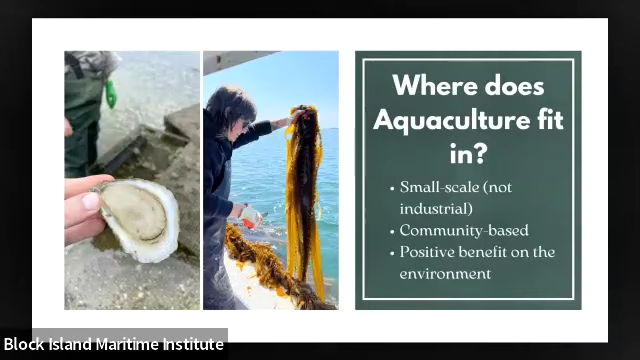 Where does
Aquaculture fit
in?
• Small-scale (not
industrial)
• Community-based
• Positive benefit on the
environment
Block Island Maritime Institute